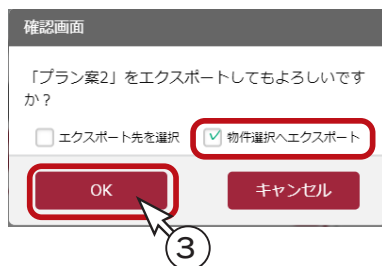 確認画面
「プラン案2」をエクスポートしてもよろしいです
か？
エクスポート先を選択 物件選択へエクスポート
OK キャンセル
3